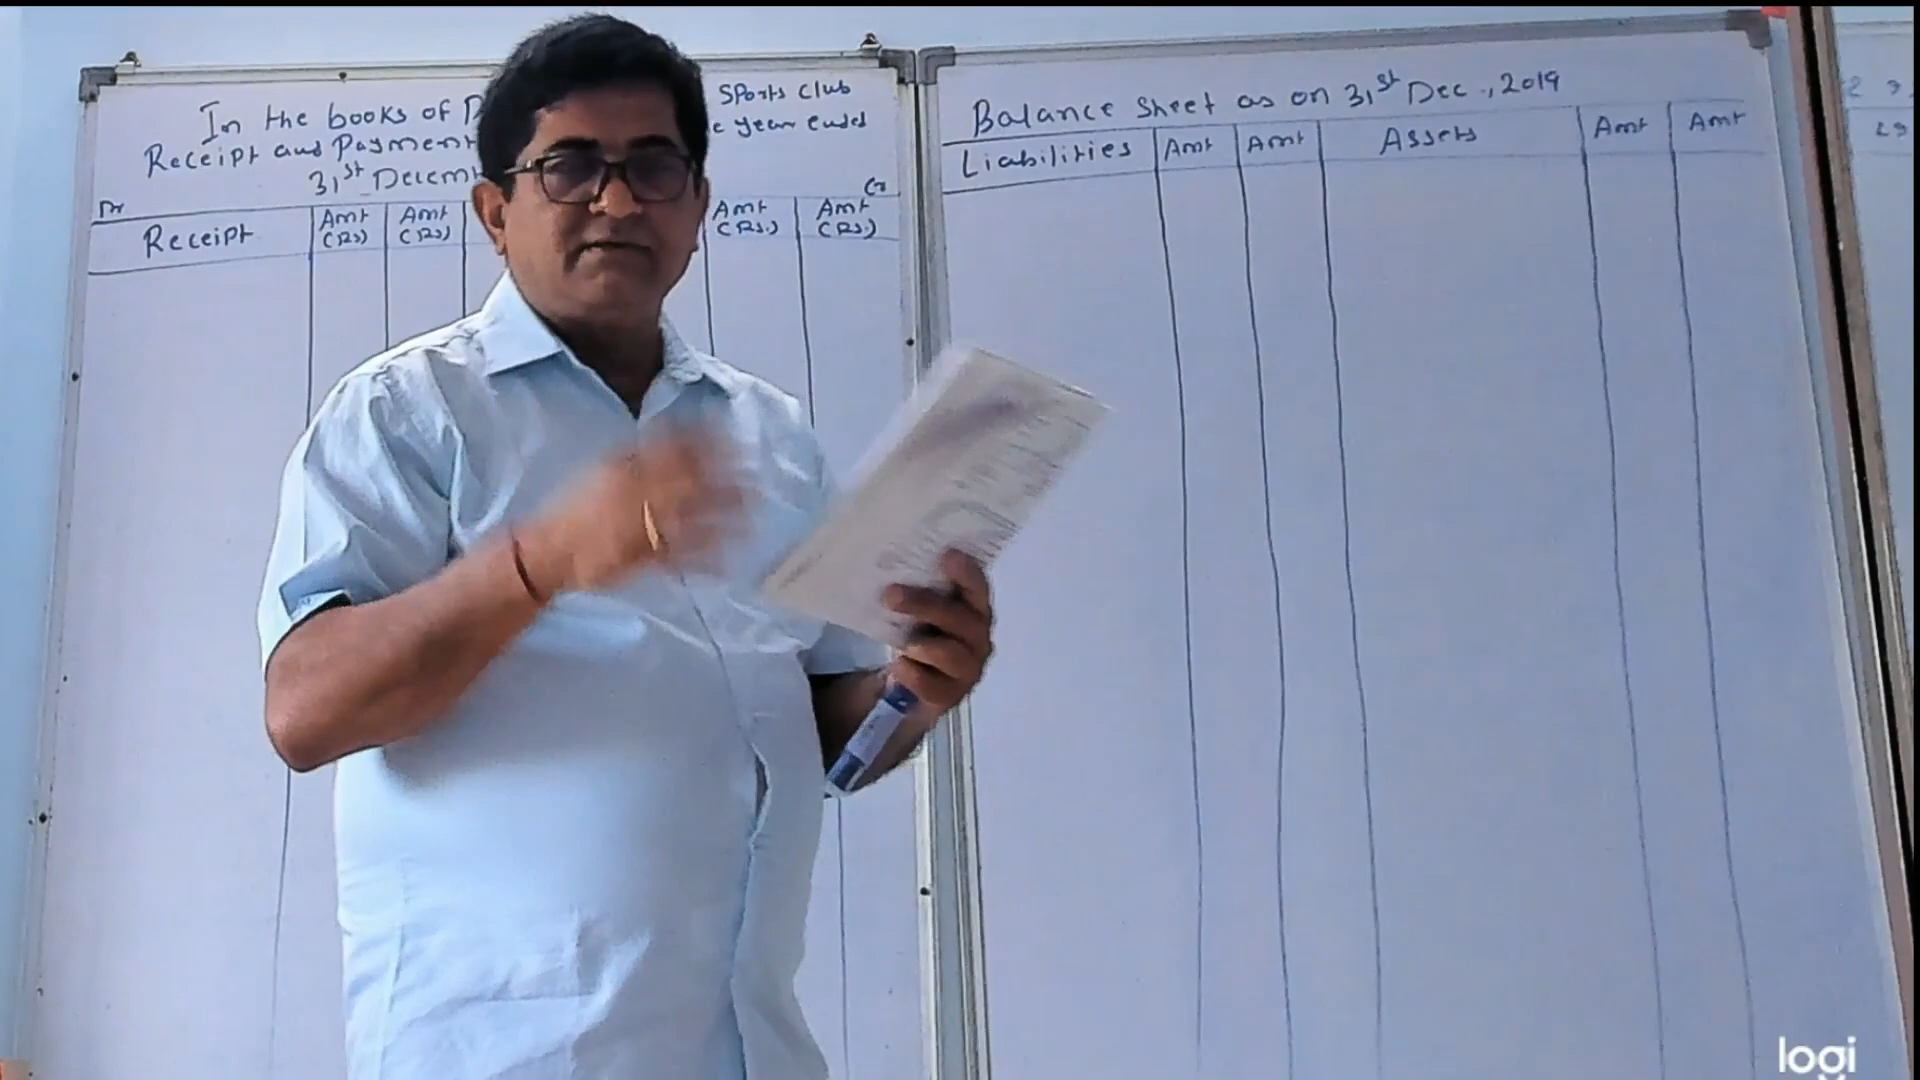 In the books of
Sports Club
Receipt and Payment
e year ended
31st Decem
Dr
Cr
Receipt
Amt (Rs)
Amt (Rs)
Amt (Rs.)
Amt (Rs.)
Balance Sheet as on 31st Dec., 2019
Liabilities
Amt
Amt
Assets
Amt
Amt
logi